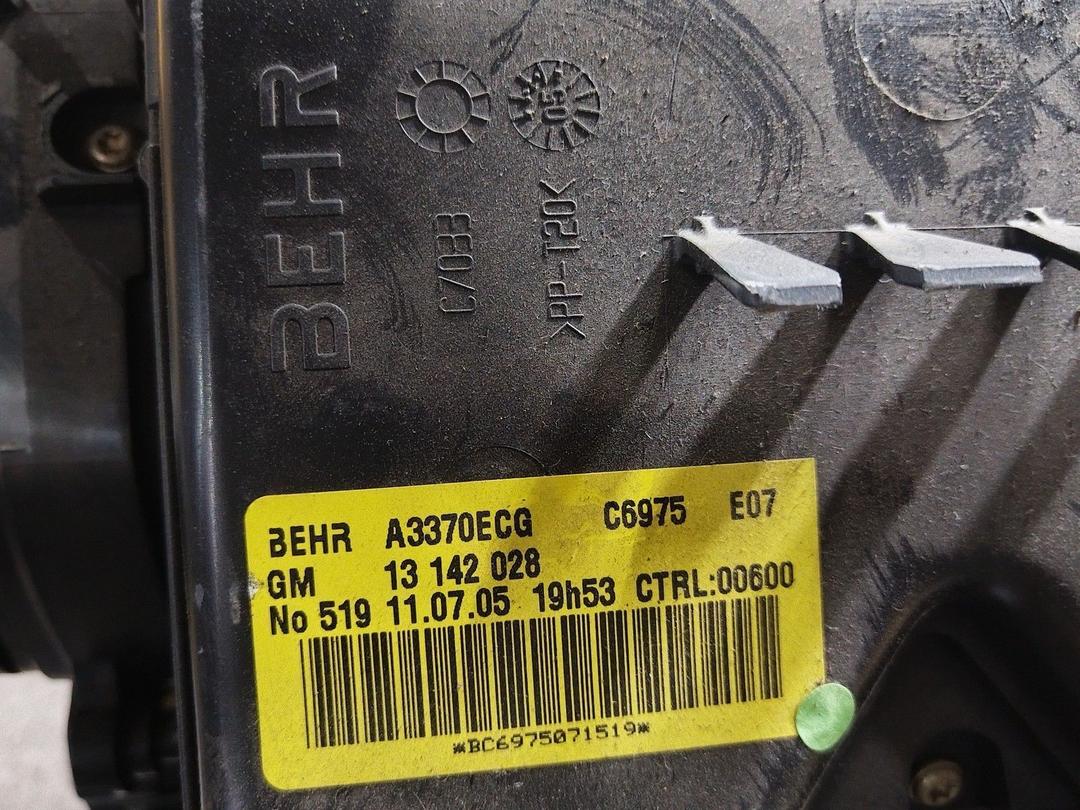 BEHR
C/033
>PP-T20<
BEHR A3370ECG C6975 E07
GM 13 142 028
No 519 11.07.05 19h53 CTRL:00600
*BC6975071519*